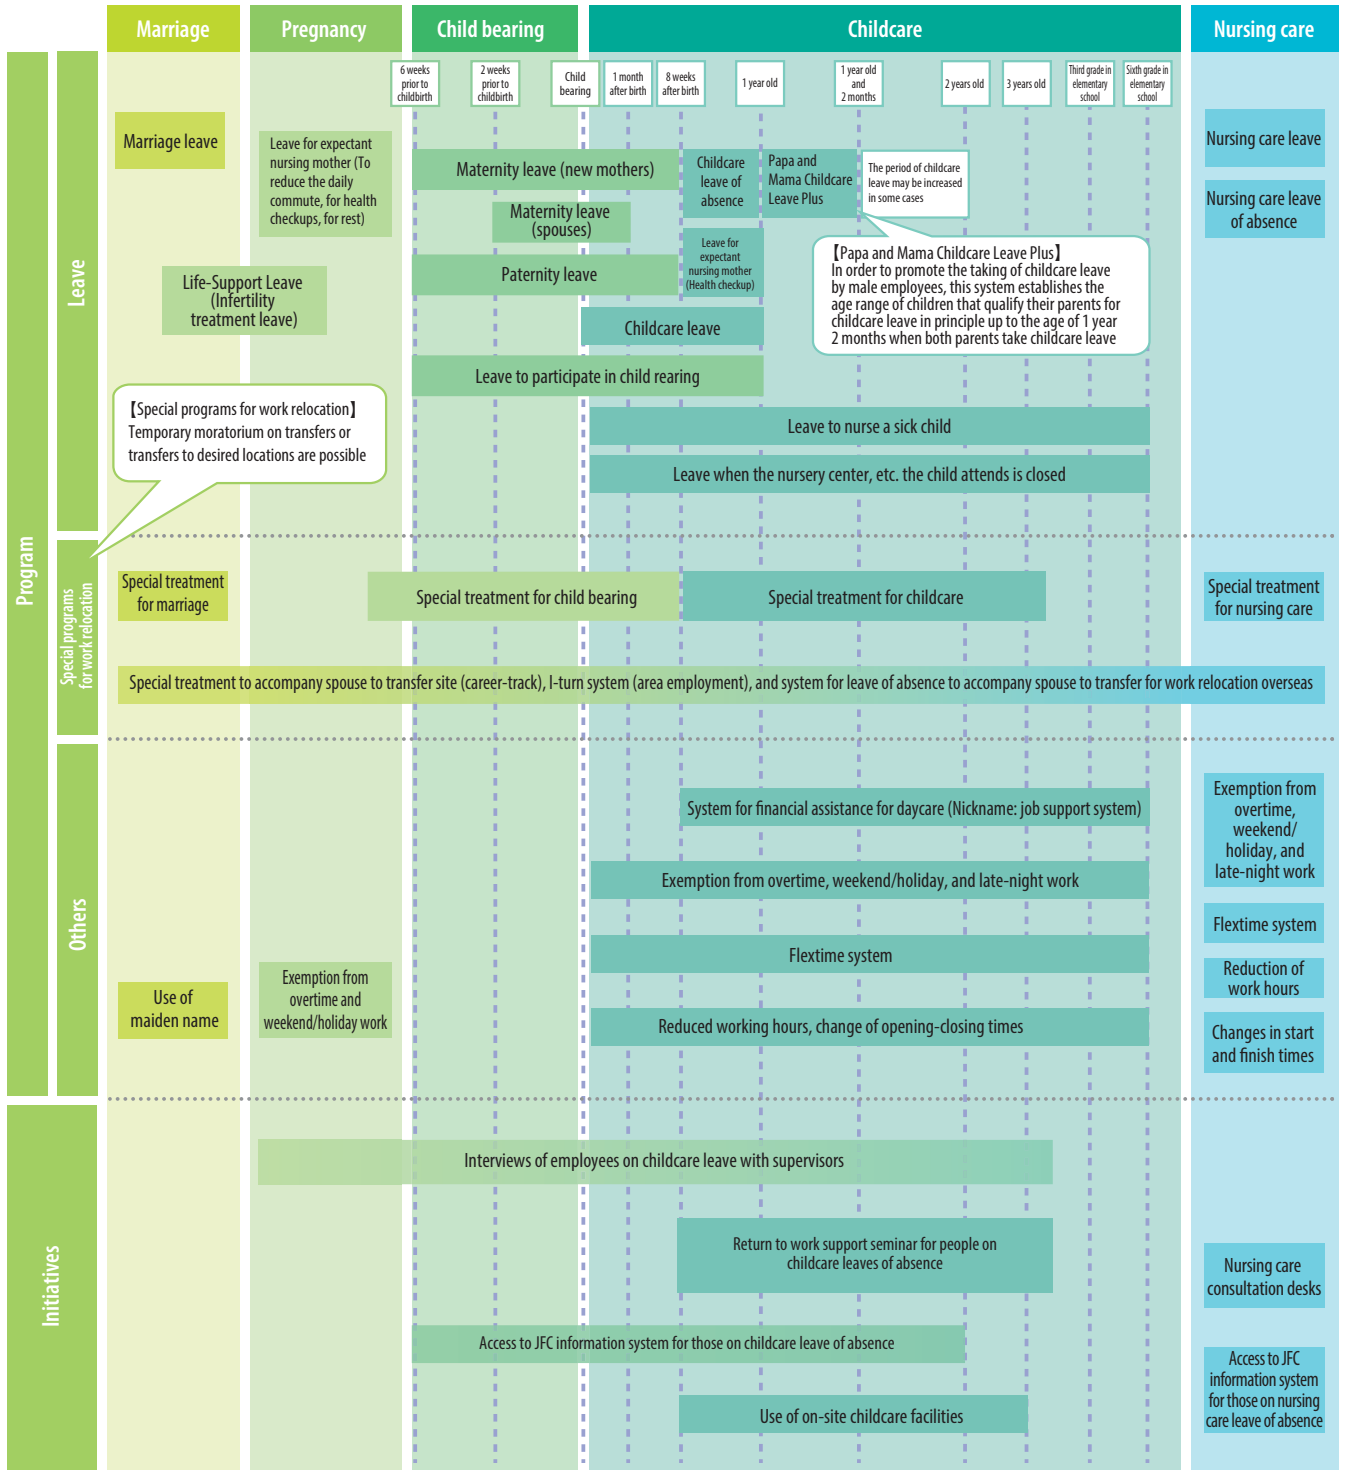 Marriage
Pregnancy
Child bearing
Childcare
Nursing care
Program
Leave
Special programs
for work relocation
Others
Initiatives
6 weeks
prior to
childbirth
2 weeks
prior to
childbirth
Child
bearing
1 month
after birth
8 weeks
after birth
1 year old
1 year old
and
2 months
2 years old
3 years old
Third grade in
elementary
school
Sixth grade in
elementary
school
Marriage leave
Leave for expectant
nursing mother (To
reduce the daily
commute, for health
checkups, for rest)
Life-Support Leave
(Infertility
treatment leave)
Maternity leave (new mothers)
Maternity leave
(spouses)
Paternity leave
Childcare leave
Leave to participate in child rearing
Childcare
leave of
absence
Papa and
Mama Childcare
Leave Plus
The period of childcare
leave may be increased
in some cases
Leave for
expectant
nursing mother
(Health checkup)
【Papa and Mama Childcare Leave Plus】
In order to promote the taking of childcare leave
by male employees, this system establishes the
age range of children that qualify their parents for
childcare leave in principle up to the age of 1 year
2 months when both parents take childcare leave
Leave to nurse a sick child
Leave when the nursery center, etc. the child attends is closed
Nursing care leave
Nursing care leave
of absence
【Special programs for work relocation】
Temporary moratorium on transfers or
transfers to desired locations are possible
Special treatment
for marriage
Special treatment for child bearing
Special treatment for childcare
Special treatment
for nursing care
Special treatment to accompany spouse to transfer site (career-track), I-turn system (area employment), and system for leave of absence to accompany spouse to transfer for work relocation overseas
System for financial assistance for daycare (Nickname: job support system)
Exemption from overtime, weekend/holiday, and late-night work
Flextime system
Reduced working hours, change of opening-closing times
Use of
maiden name
Exemption from
overtime and
weekend/holiday work
Exemption from
overtime,
weekend/
holiday, and
late-night work
Flextime system
Reduction of
work hours
Changes in start
and finish times
Interviews of employees on childcare leave with supervisors
Return to work support seminar for people on
childcare leaves of absence
Access to JFC information system for those on childcare leave of absence
Use of on-site childcare facilities
Nursing care
consultation desks
Access to JFC
information system
for those on nursing
care leave of absence